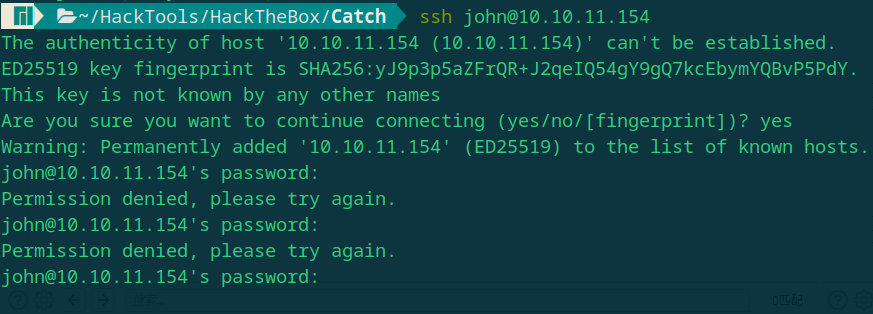 ~/HackTools/HackTheBox/Catch ssh john@10.10.11.154
The authenticity of host '10.10.11.154 (10.10.11.154)' can't be established.
ED25519 key fingerprint is SHA256:yJ9p3p5aZFrQR+J2qeIQ54gY9gQ7kcEbymYQBvP5PdY.
This key is not known by any other names
Are you sure you want to continue connecting (yes/no/[fingerprint])? yes
Warning: Permanently added '10.10.11.154' (ED25519) to the list of known hosts.
john@10.10.11.154's password:
Permission denied, please try again.
john@10.10.11.154's password:
Permission denied, please try again.
john@10.10.11.154's password:
0匹配